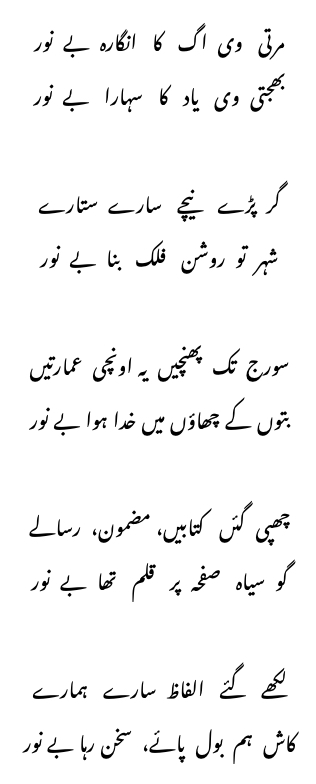 مرتی وی اگ کا انگارہ بے نور
بھجتی وی یاد کا سہارا بے نور
گر پڑے نیچے سارے ستارے
شہر تو روشن فلک بنا بے نور
سورج تک پھنچیں یہ اونچی عمارتیں
بتوں کے چھاؤں میں خدا ہوا بے نور
چھپی گئں کتابیں، مضمون، رسالے
گو سیاہ صفحہ پر قلم تھا بے نور
لکھے گئے الفاظ سارے ہمارے
کاش ہم بول پائے، سخن رہا بے نور